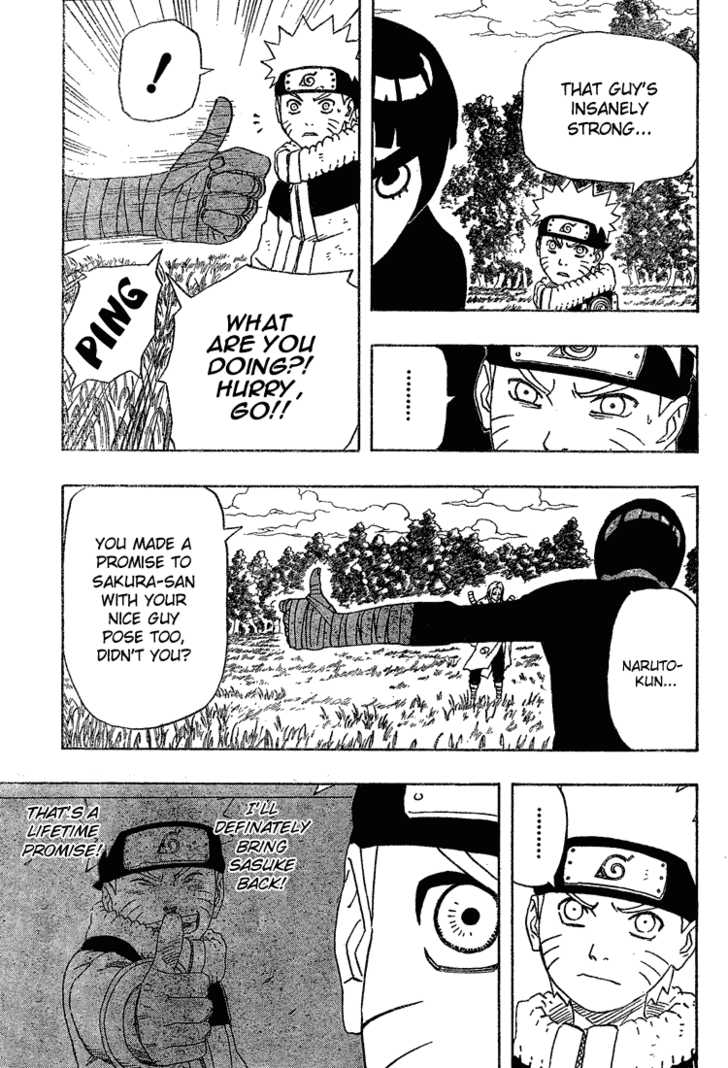 THAT GUY'S
INSANELY
STRONG...
!
PING
WHAT
ARE YOU
DOING?!
HURRY,
GO!!
.........
NARUTO-
KUN...
YOU MADE A
PROMISE TO
SAKURA-SAN
WITH YOUR
NICE GUY
POSE TOO,
DIDN'T YOU?
.........
I'LL
DEFINATELY
BRING
SASUKE
BACK!
THAT'S A
LIFETIME
PROMISE!